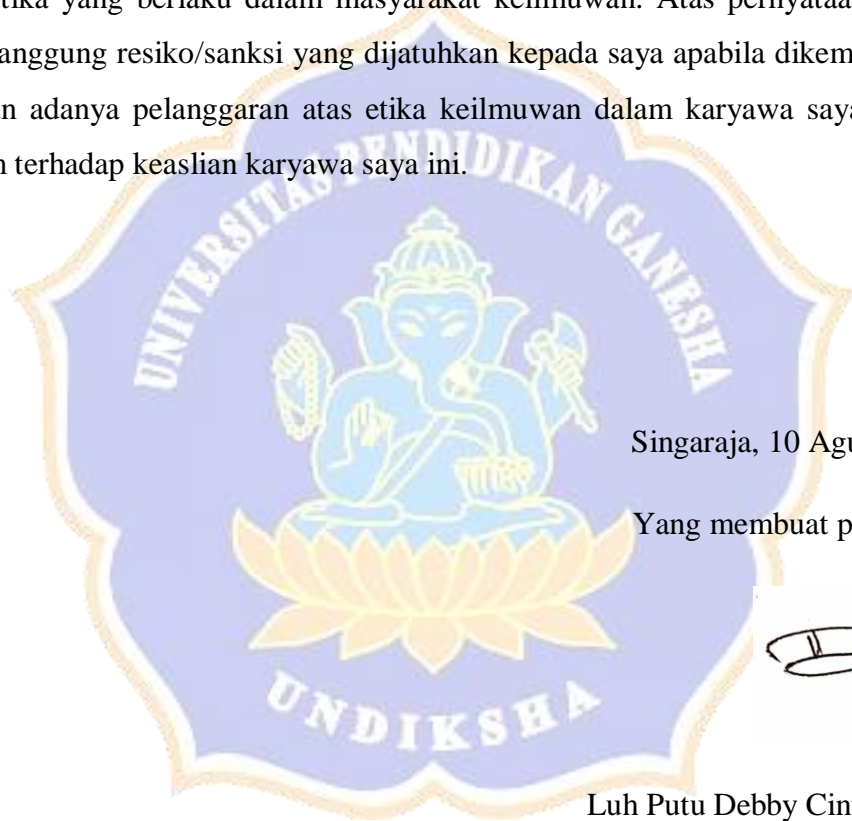 etika yang berlaku dalam masyarakat keilmuwan. Atas pernyataa
anggung resiko/sanksi yang dijatuhkan kepada saya apabila dikem
n adanya pelanggaran atas etika keilmuwan dalam karyawa saya
n terhadap keaslian karyawa saya ini.
UNIVERSITAS PENDIDIKAN GANESHA
Singaraja, 10 Agu
Yang membuat p
UNDIKSHA
Luh Putu Debby Cin